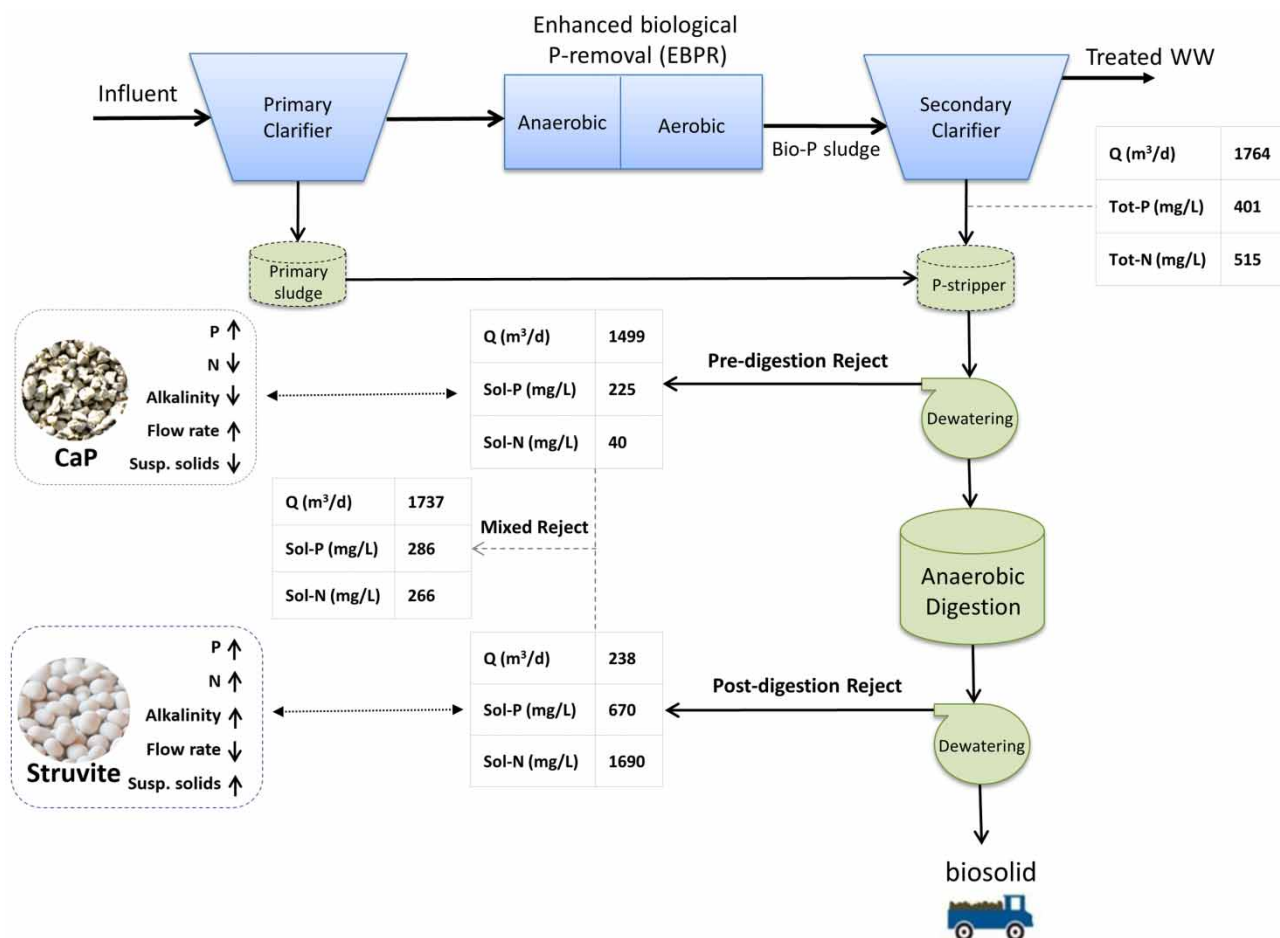 Enhanced biological
P-removal (EBPR)
Treated WW
Influent
Primary
Clarifier
Anaerobic
Aerobic
Secondary
Clarifier
Bio-P sludge
Q (m³/d) 1764
Tot-P (mg/L) 401
Tot-N (mg/L) 515
Primary
sludge
P-stripper
P ↑
N ↓
Alkalinity ↓
Flow rate ↑
Susp. solids ↓
CaP
Q (m³/d) 1499
Sol-P (mg/L) 225
Sol-N (mg/L) 40
Pre-digestion Reject
Dewatering
Q (m³/d) 1737
Sol-P (mg/L) 286
Sol-N (mg/L) 266
Mixed Reject
Anaerobic
Digestion
P ↑
N ↑
Alkalinity ↑
Flow rate ↓
Susp. solids ↑
Struvite
Q (m³/d) 238
Sol-P (mg/L) 670
Sol-N (mg/L) 1690
Post-digestion Reject
Dewatering
biosolid